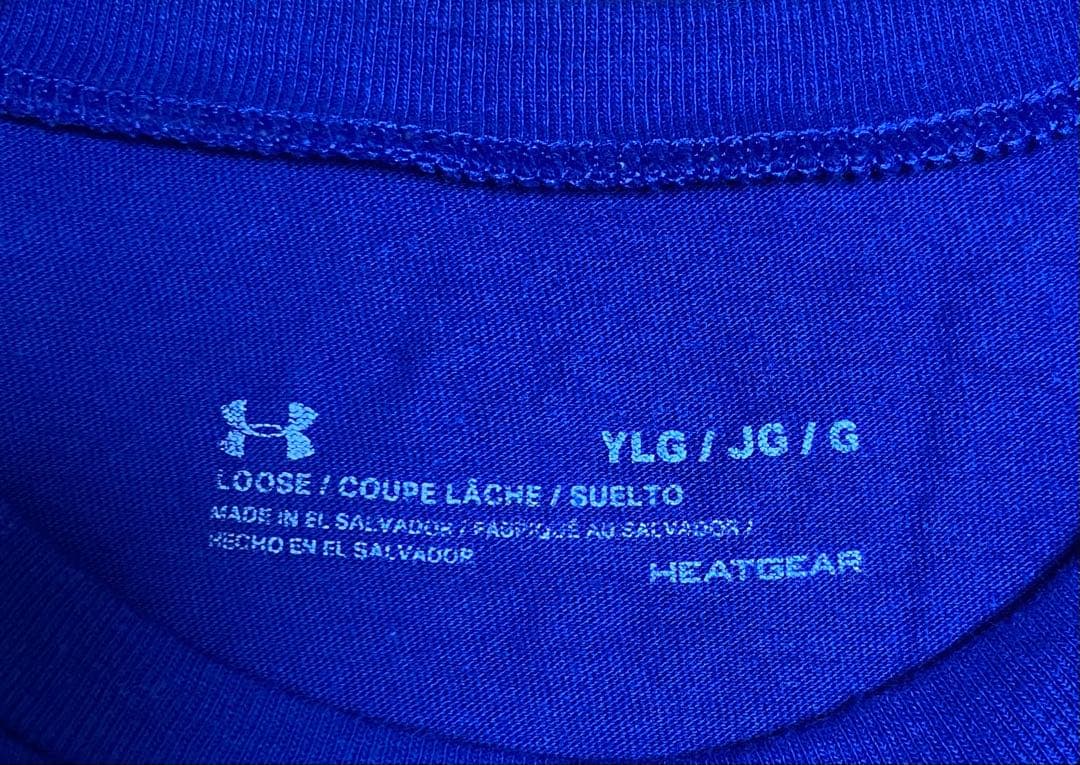 YLG / JG / G
LOOSE / COUPE LÂCHE / SUELTO
MADE IN EL SALVADOR / FABRIQUÉ AU SALVADOR /
HECHO EN EL SALVADOR
HEATGEAR